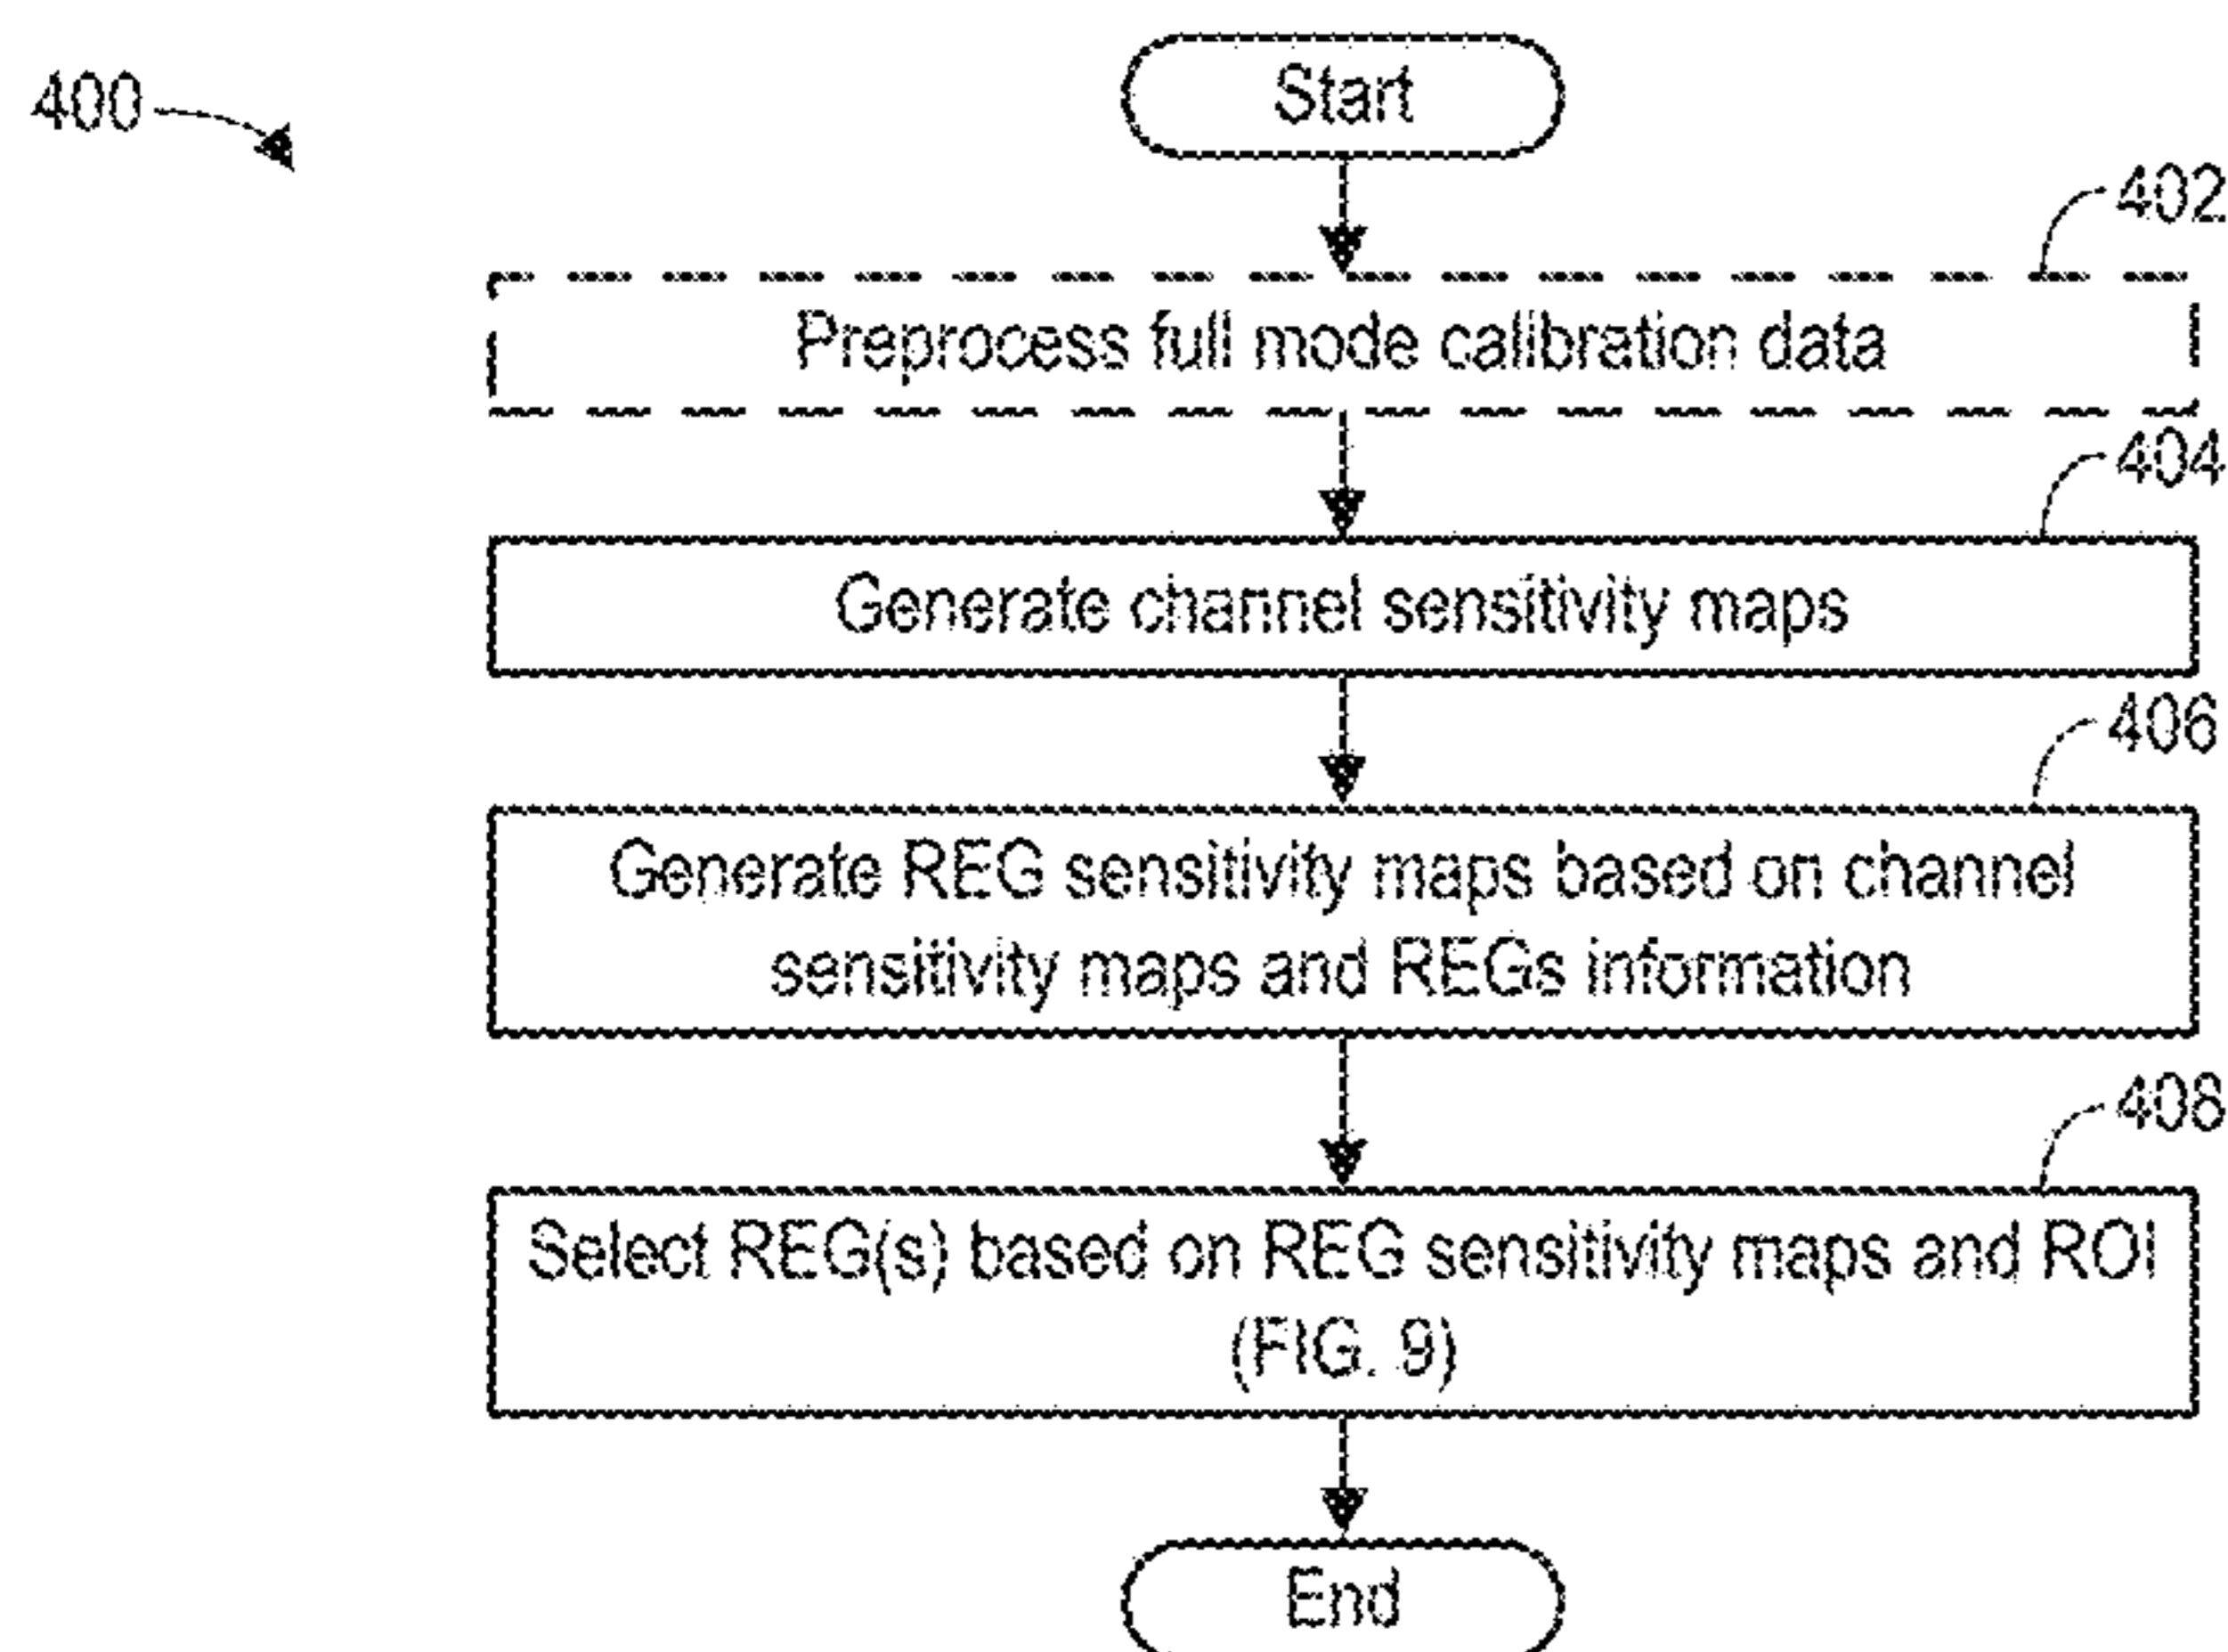 400
Start
402
Preprocess full mode calibration data
404
Generate channel sensitivity maps
406
Generate REG sensitivity maps based on channel
sensitivity maps and REGs information
408
Select REG(s) based on REG sensitivity maps and ROI
(FIG. 9)
End